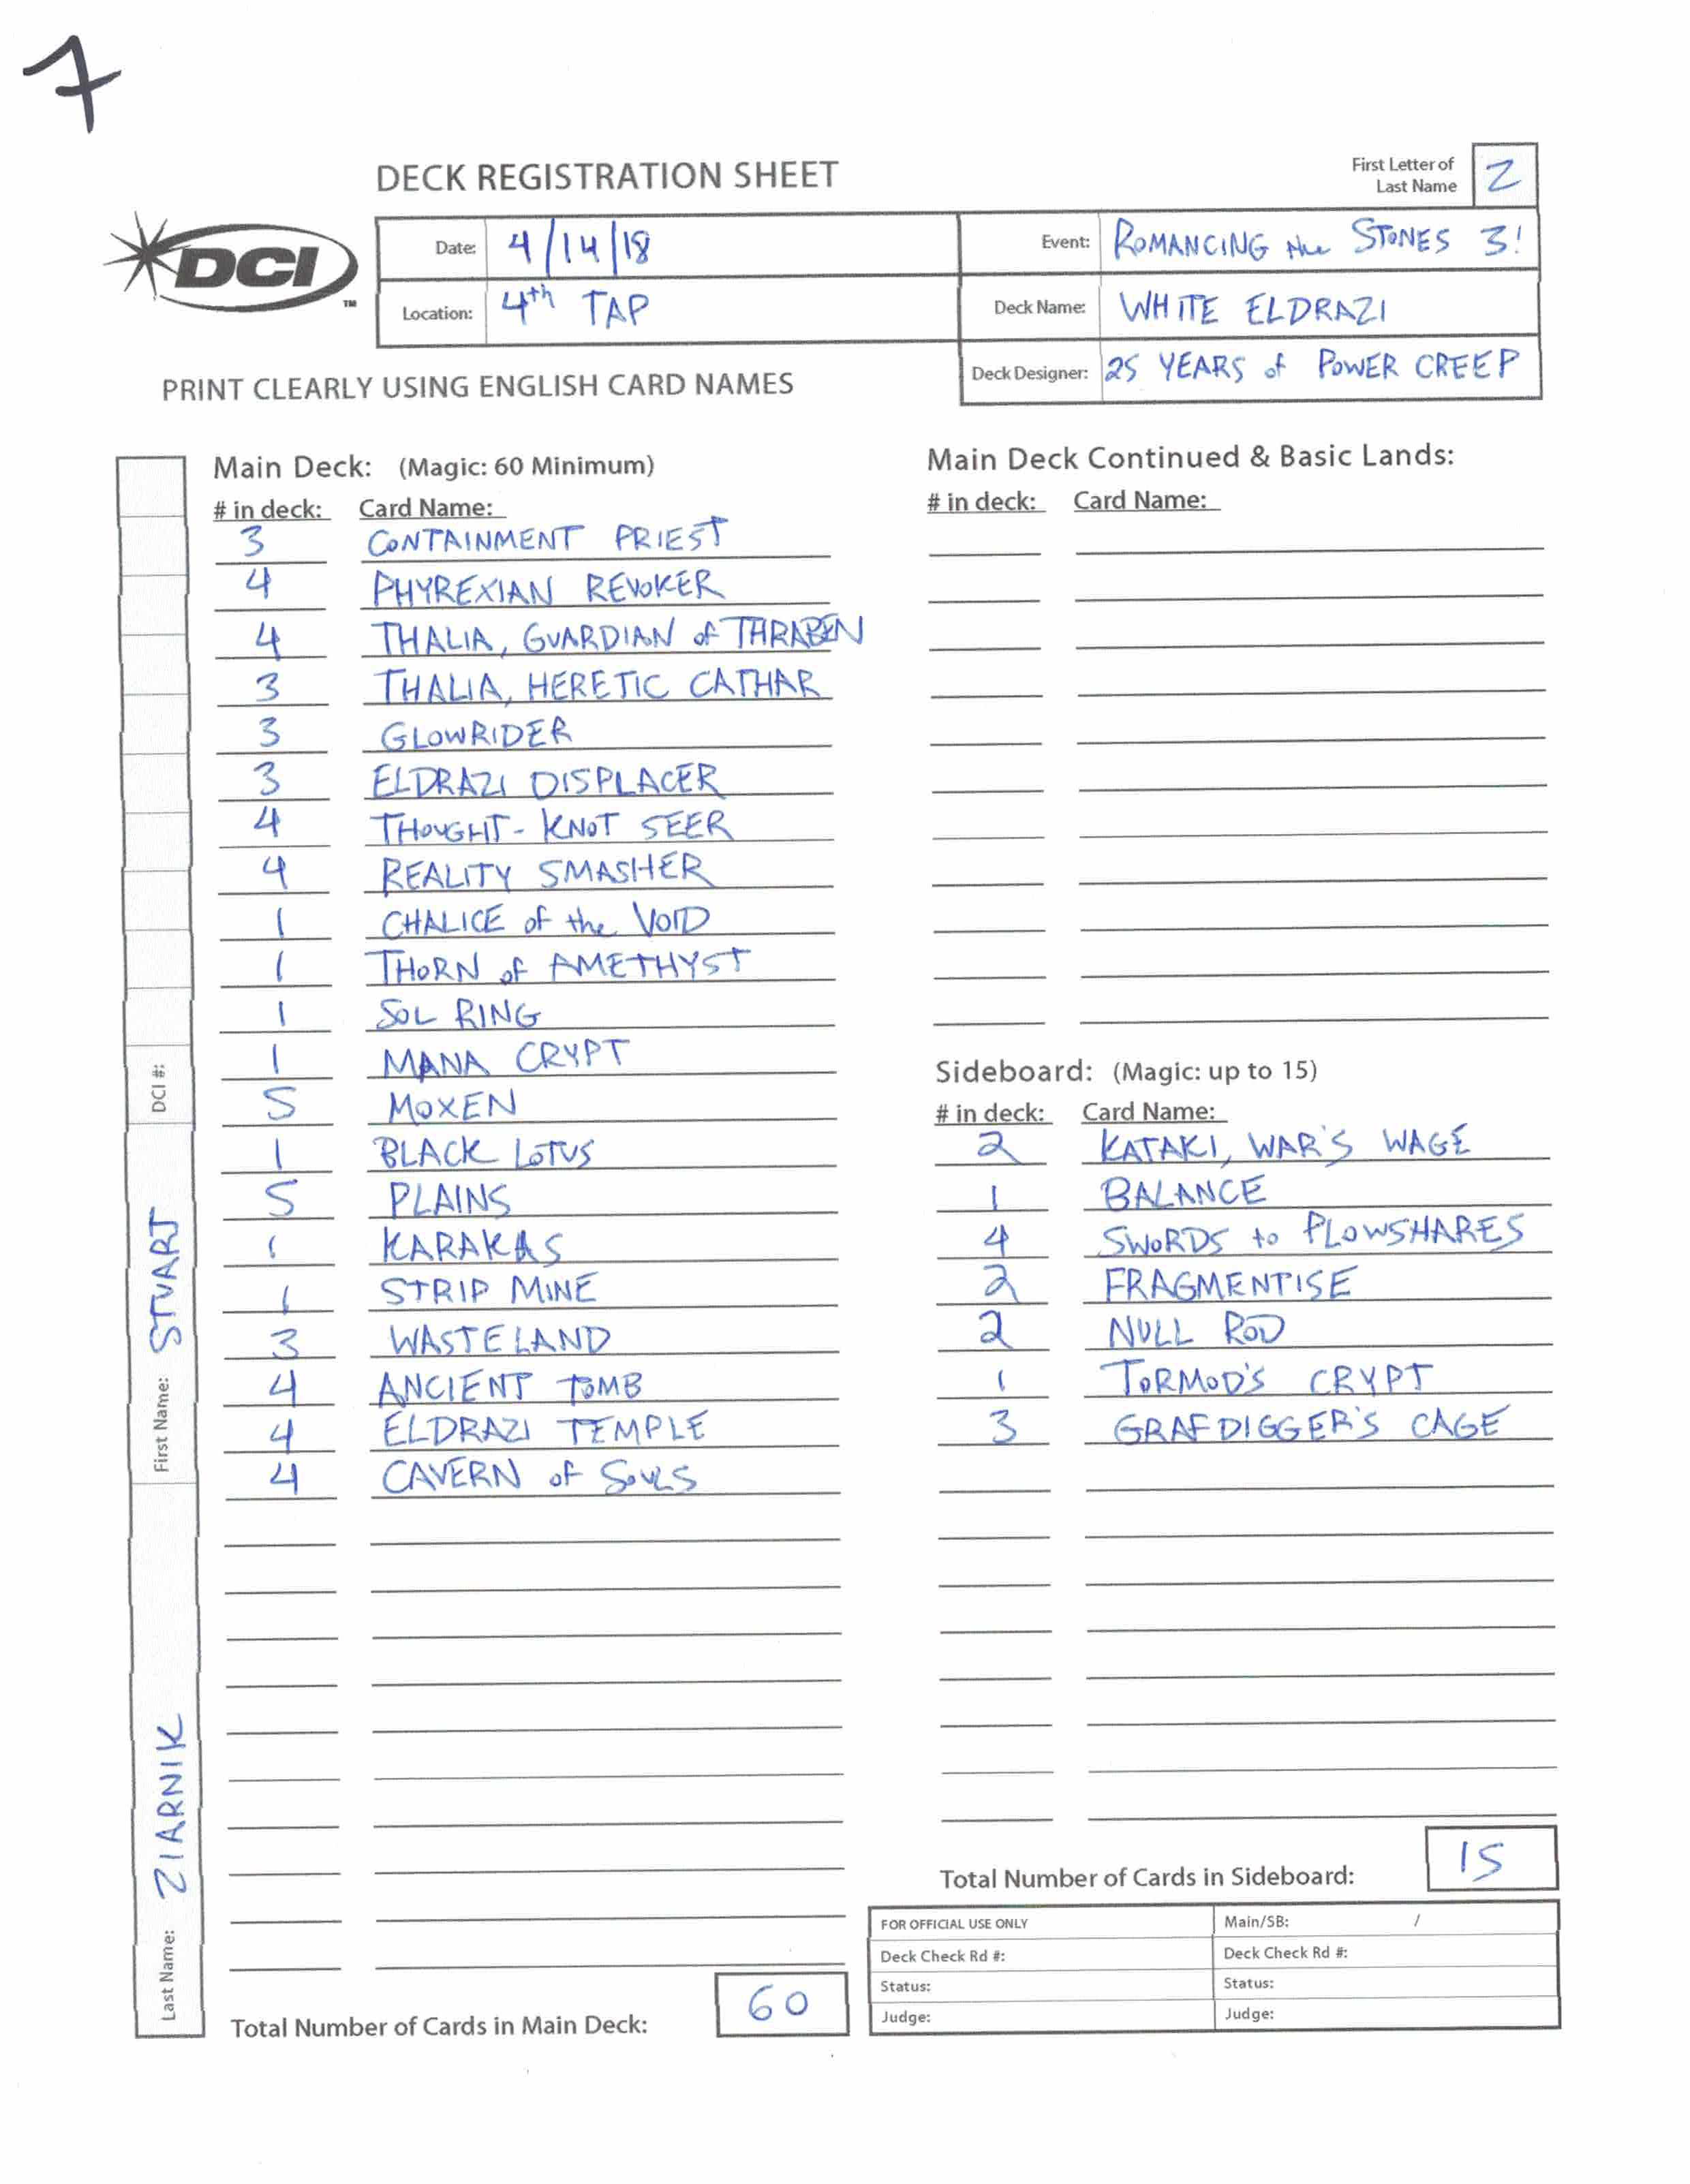 7
DECK REGISTRATION SHEET
First Letter of
Last Name
Z
DCI
TM
Date: 4/14/18
Event: ROMANCING the STONES 3!
Location: 4th TAP
Deck Name: WHITE ELDRAZI
Deck Designer: 25 YEARS of POWER CREEP
PRINT CLEARLY USING ENGLISH CARD NAMES
Main Deck: (Magic: 60 Minimum)
# in deck: Card Name:
3 CONTAINMENT PRIEST
4 PHYREXIAN REVOKER
4 THALIA, GUARDIAN of THRABEN
3 THALIA, HERETIC CATHAR
3 GLOWRIDER
3 ELDRAZI DISPLACER
4 THOUGHT-KNOT SEER
4 REALITY SMASHER
1 CHALICE of the VOID
1 THORN of AMETHYST
1 SOL RING
1 MANA CRYPT
5 MOXEN
1 BLACK LOTUS
5 PLAINS
1 KARAKAS
1 STRIP MINE
3 WASTELAND
4 ANCIENT TOMB
4 ELDRAZI TEMPLE
4 CAVERN of SOULS
Total Number of Cards in Main Deck: 60
Main Deck Continued & Basic Lands:
# in deck: Card Name:
Sideboard: (Magic: up to 15)
# in deck: Card Name:
2 KATAKI, WAR'S WAGE
1 BALANCE
4 SWORDS to PLOWSHARES
2 FRAGMENTISE
2 NULL ROD
1 TORMOD'S CRYPT
3 GRAFDIGGER'S CAGE
Total Number of Cards in Sideboard: 15
FOR OFFICIAL USE ONLY
Main/SB: /
Deck Check Rd #:
Deck Check Rd #:
Status:
Status:
Judge:
Judge:
DCI #:
First Name: STUART
Last Name: ZIARNIK